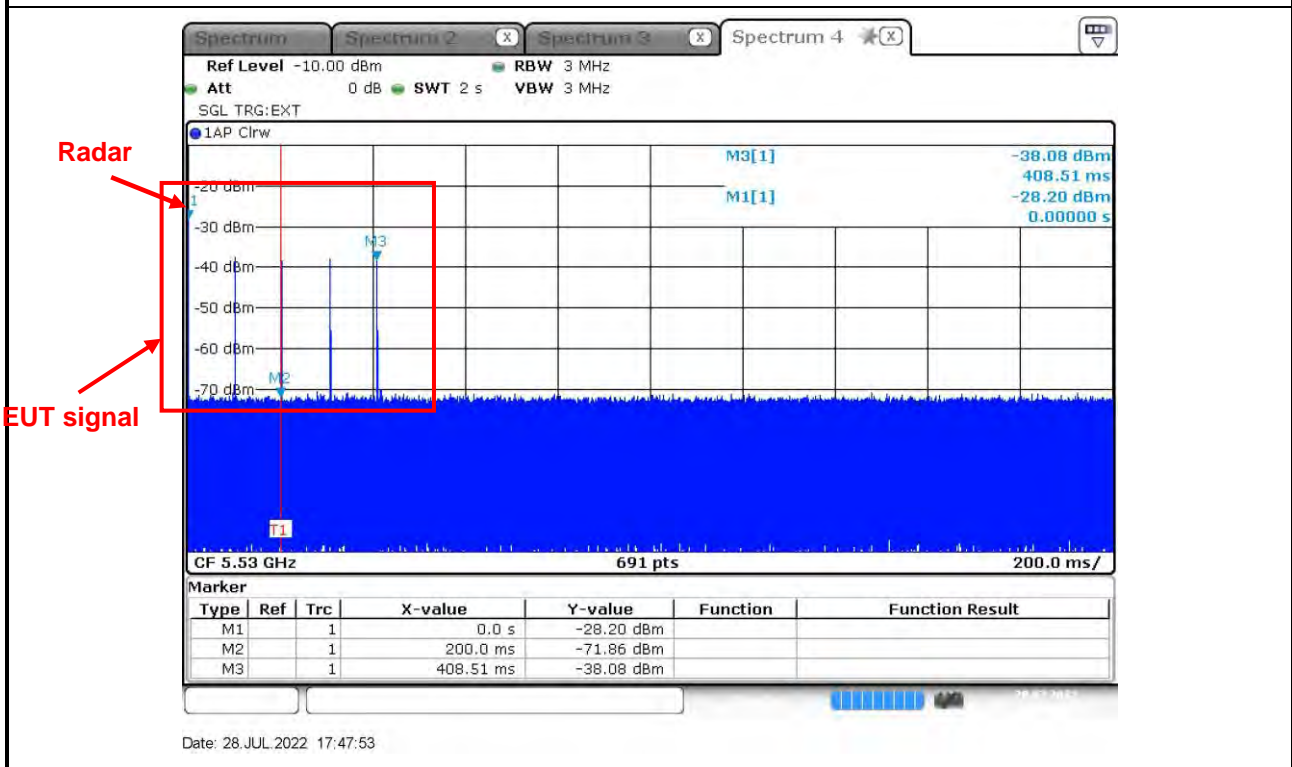 Spectrum Spectrum 2 X Spectrum 3 X Spectrum 4 X
Ref Level -10.00 dBm RBW 3 MHz
Att 0 dB SWT 2 s VBW 3 MHz
SGL TRG:EXT
1AP Clrw
Radar
M3[1] -38.08 dBm
408.51 ms
-20 dBm
M1[1] -28.20 dBm
1
0.00000 s
-30 dBm
M3
-40 dBm
-50 dBm
-60 dBm
M2
-70 dBm
EUT signal
T1
CF 5.53 GHz 691 pts 200.0 ms/
Marker
Type Ref Trc X-value Y-value Function Function Result
M1 1 0.0 s -28.20 dBm
M2 1 200.0 ms -71.86 dBm
M3 1 408.51 ms -38.08 dBm
Date: 28.JUL.2022 17:47:53